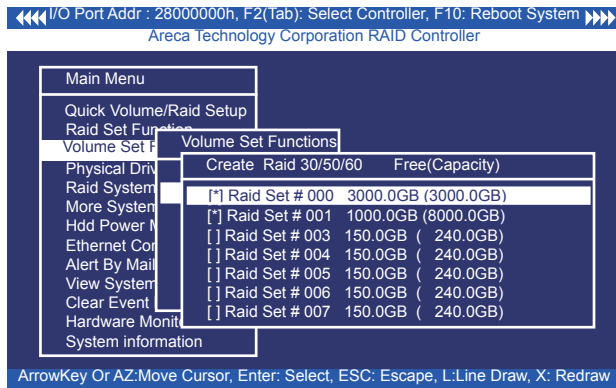 I/O Port Addr : 28000000h, F2(Tab): Select Controller, F10: Reboot System
Areca Technology Corporation RAID Controller
Main Menu
Quick Volume/Raid Setup
Raid Set Function
Volume Set F
Volume Set Functions
Physical Driv
Create Raid 30/50/60 Free(Capacity)
Raid System
[*] Raid Set # 000 3000.0GB (3000.0GB)
More System
[*] Raid Set # 001 1000.0GB (8000.0GB)
Hdd Power M
[ ] Raid Set # 003 150.0GB ( 240.0GB)
Ethernet Con
[ ] Raid Set # 004 150.0GB ( 240.0GB)
Alert By Mail
[ ] Raid Set # 005 150.0GB ( 240.0GB)
View System
[ ] Raid Set # 006 150.0GB ( 240.0GB)
Clear Event
[ ] Raid Set # 007 150.0GB ( 240.0GB)
Hardware Monito
System information
ArrowKey Or AZ:Move Cursor, Enter: Select, ESC: Escape, L:Line Draw, X: Redraw